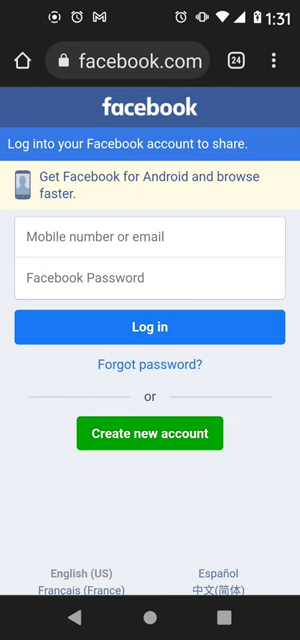 1:31
facebook.com
24
facebook
Log into your Facebook account to share.
Get Facebook for Android and browse
faster.
Mobile number or email
Facebook Password
Log in
Forgot password?
or
Create new account
English (US)
Español
Français (France)
中文(简体)